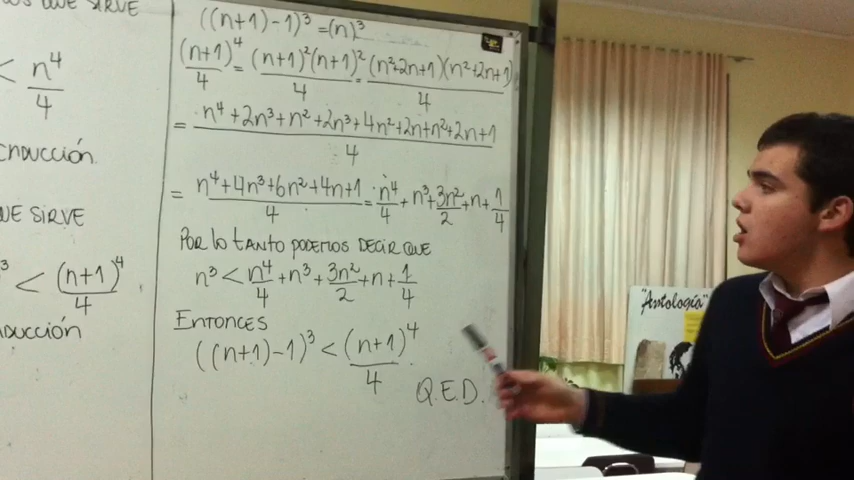 QUE SIRVE
< n⁴/4
UE SIRVE
³ < (n+1)⁴/4
ducción
((n+1)-1)³ = (n)³
(n+1)⁴/4 = (n+1)²(n+1)²/4 = (n²+2n+1)(n²+2n+1)/4
= n⁴+2n³+n²+2n³+4n²+2n+n²+2n+1/4
= n⁴+4n³+6n²+4n+1/4 = n⁴/4 + n³ + 3n²/2 + n + 1/4
Por lo tanto podemos decir que
n³ < n⁴/4 + n³ + 3n²/2 + n + 1/4
Entonces
((n+1)-1)³ < (n+1)⁴/4
Q.E.D.
"Antología"